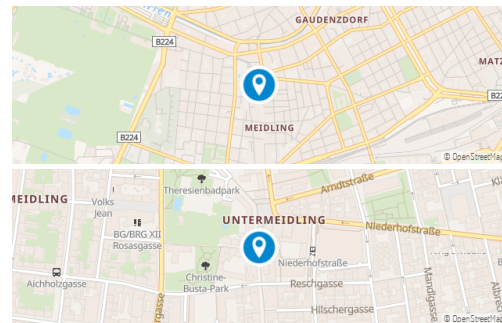 GAUDENZDORF
B224
MATZ
B22
B224
MEIDLING
© OpenStreetMap
MEIDLING
Volks
Jean
Theresienbadpark
Arndtstraße
UNTERMEIDLING
Niederhofstraße
BG/BRG XII
Rosasgasse
Niederhofstraße
Aichholzgasse
Christine-
Busta-Park
Reschgasse
Hilschergasse
Mandlgasse
© OpenStreetMap